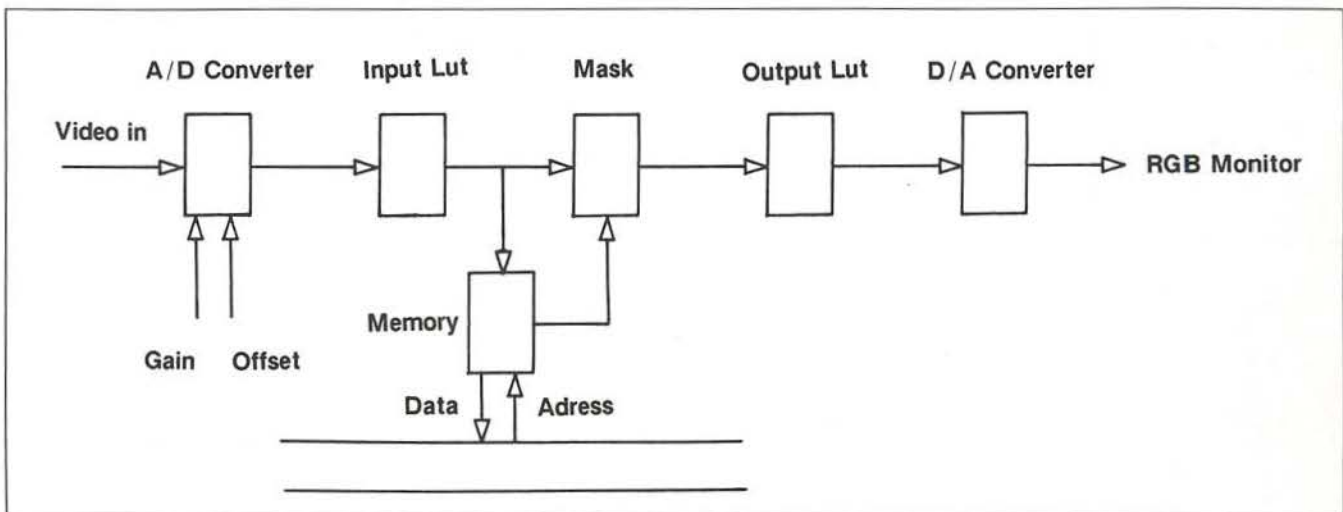 A/D Converter
Input Lut
Mask
Output Lut
D/A Converter
Video in
RGB Monitor
Memory
Gain
Offset
Data
Adress